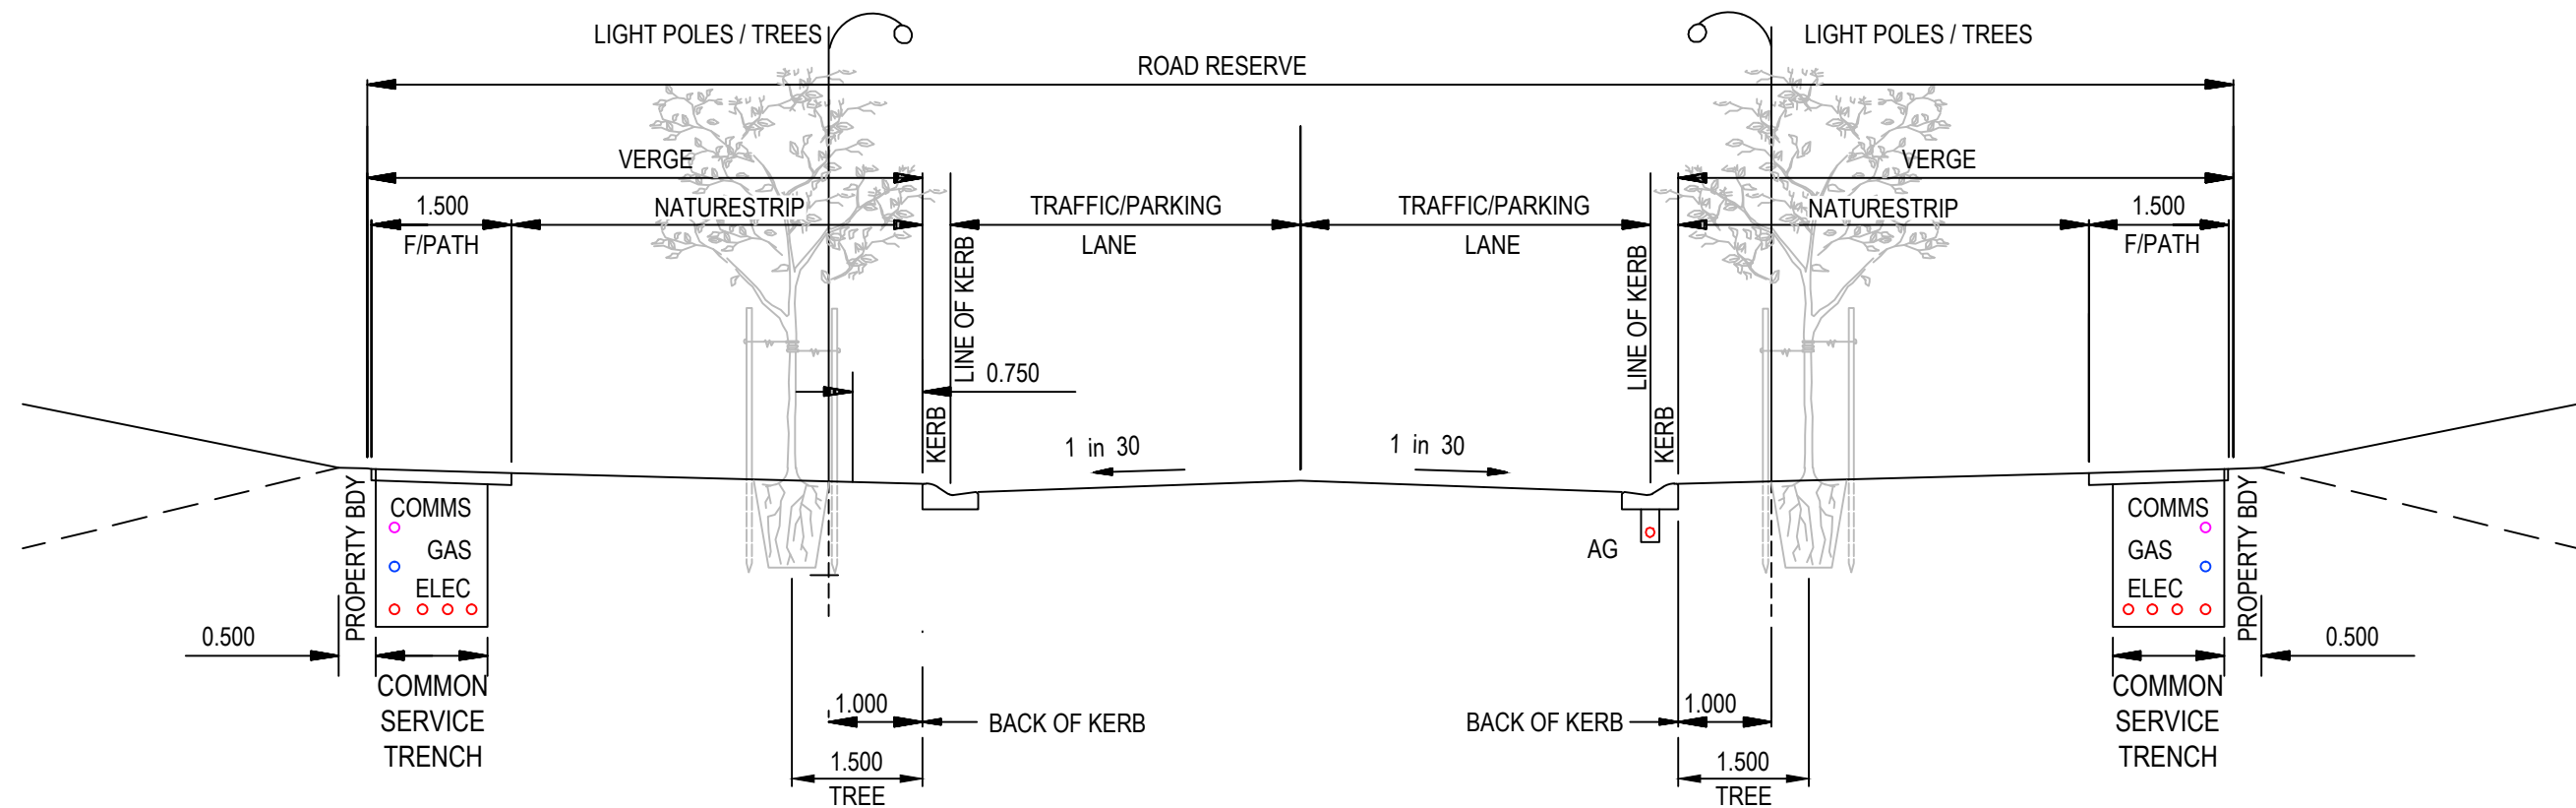 LIGHT POLES / TREES
LIGHT POLES / TREES
ROAD RESERVE
VERGE
VERGE
1.500
F/PATH
NATURESTRIP
TRAFFIC/PARKING
LANE
TRAFFIC/PARKING
LANE
NATURESTRIP
1.500
F/PATH
LINE OF KERB
LINE OF KERB
0.750
KERB
KERB
1 in 30
1 in 30
PROPERTY BDY
COMMS
GAS
ELEC
AG
COMMS
GAS
ELEC
PROPERTY BDY
0.500
0.500
COMMON
SERVICE
TRENCH
COMMON
SERVICE
TRENCH
1.000
BACK OF KERB
BACK OF KERB
1.000
1.500
TREE
1.500
TREE